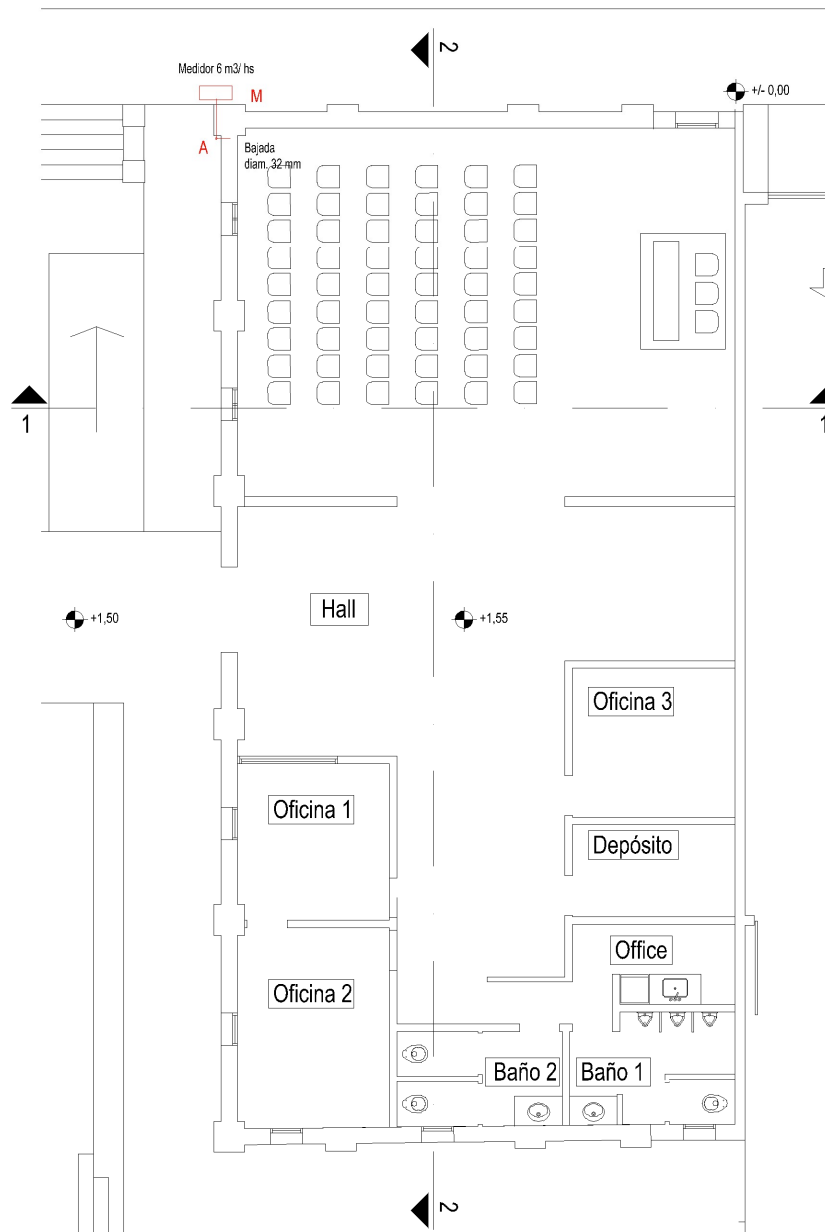 2
Medidor 6 m3/ hs
M
+/- 0,00
A
Bajada
diam. 32 mm
1
1
Hall
+1,50
+1,55
Oficina 3
Oficina 1
Depósito
Office
Oficina 2
Baño 2
Baño 1
2